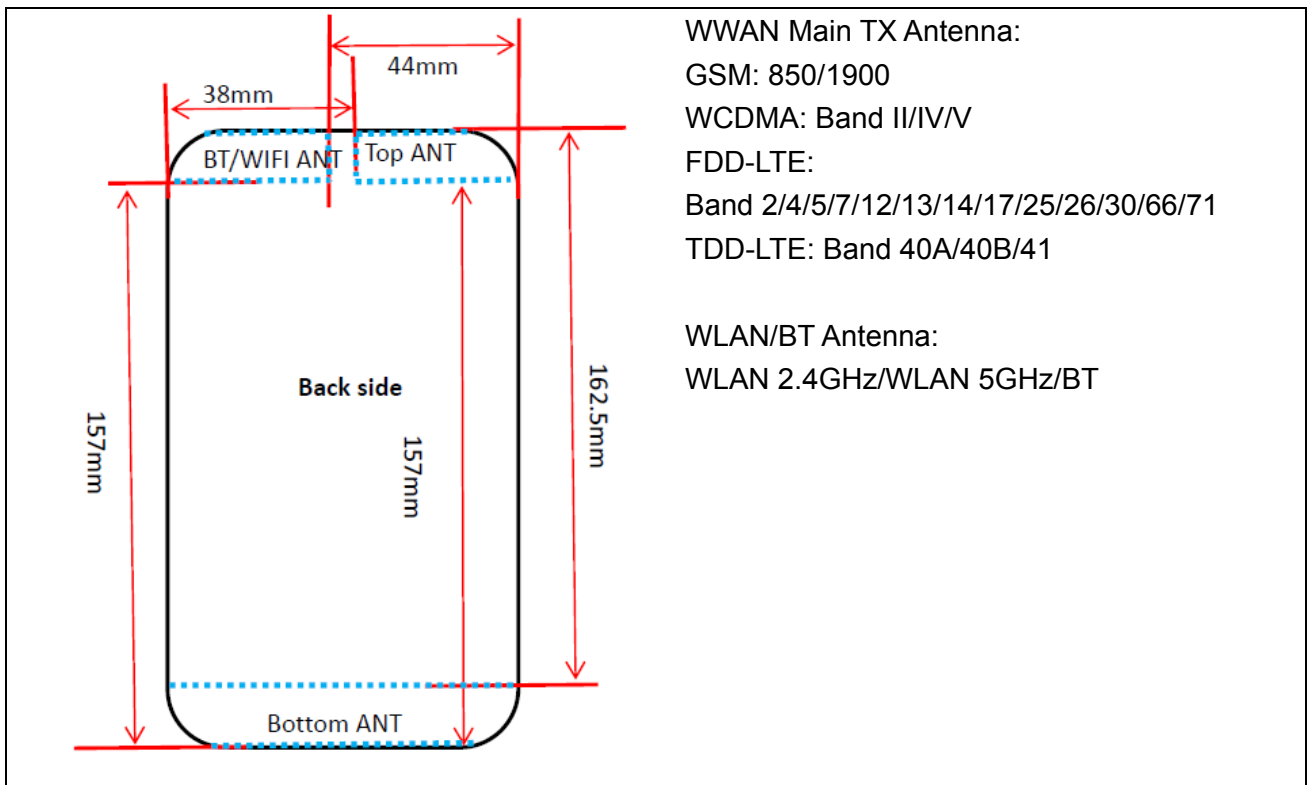 44mm
38mm
BT/WIFI ANT
Top ANT
Back side
157mm
157mm
162.5mm
Bottom ANT
WWAN Main TX Antenna:
GSM: 850/1900
WCDMA: Band II/IV/V
FDD-LTE:
Band 2/4/5/7/12/13/14/17/25/26/30/66/71
TDD-LTE: Band 40A/40B/41
WLAN/BT Antenna:
WLAN 2.4GHz/WLAN 5GHz/BT